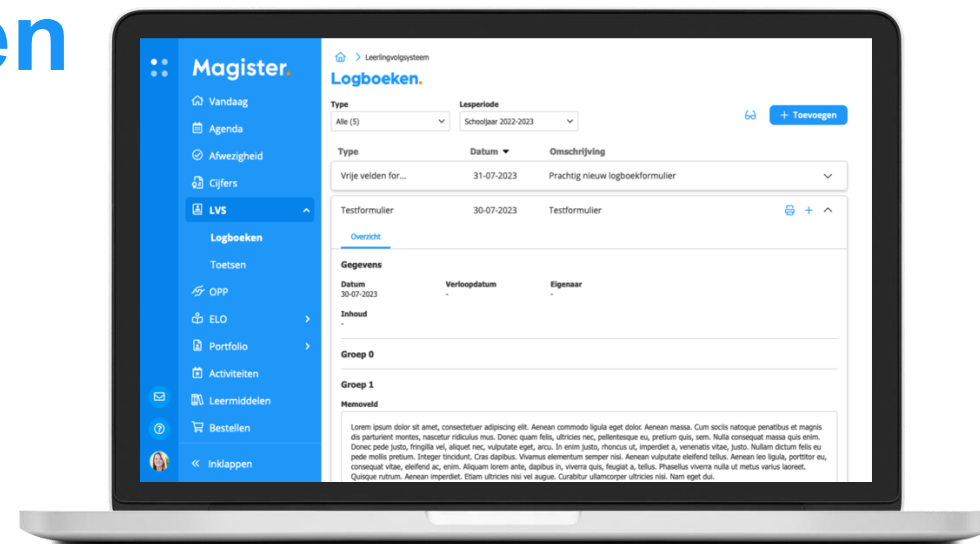 en
Magister.
Vandaag
Agenda
Afwezigheid
Cijfers
LVS
Logboeken
Toetsen
OPP
ELO
Portfolio
Activiteiten
Leermiddelen
Bestellen
Inklappen
Leerlingvolgsysteem
Logboeken.
Type Lesperiode
Alle (5) Schooljaar 2022-2023
+ Toevoegen
Type Datum Omschrijving
Vrije velden for... 31-07-2023 Prachtig nieuw logboekformulier
Testformulier 30-07-2023 Testformulier
Overzicht
Gegevens
Datum Verloopdatum Eigenaar
30-07-2023 - -
Inhoud
-
Groep 0
Groep 1
Memoveld
Lorem ipsum dolor sit amet, consectetuer adipiscing elit. Aenean commodo ligula eget dolor. Aenean massa. Cum sociis natoque penatibus et magnis
dis parturient montes, nascetur ridiculus mus. Donec quam felis, ultricies nec, pellentesque eu, pretium quis, sem. Nulla consequat massa quis enim.
Donec pede justo, fringilla vel, aliquet nec, vulputate eget, arcu. In enim justo, rhoncus ut, imperdiet a, venenatis vitae, justo. Nullam dictum felis eu
pede mollis pretium. Integer tincidunt. Cras dapibus. Vivamus elementum semper nisi. Aenean vulputate eleifend tellus. Aenean leo ligula, porttitor eu,
consequat vitae, eleifend ac, enim. Aliquam lorem ante, dapibus in, viverra quis, feugiat a, tellus. Phasellus viverra nulla ut metus varius laoreet.
Quisque rutrum. Aenean imperdiet. Etiam ultricies nisi vel augue. Curabitur ullamcorper ultricies nisi. Nam eget dui.